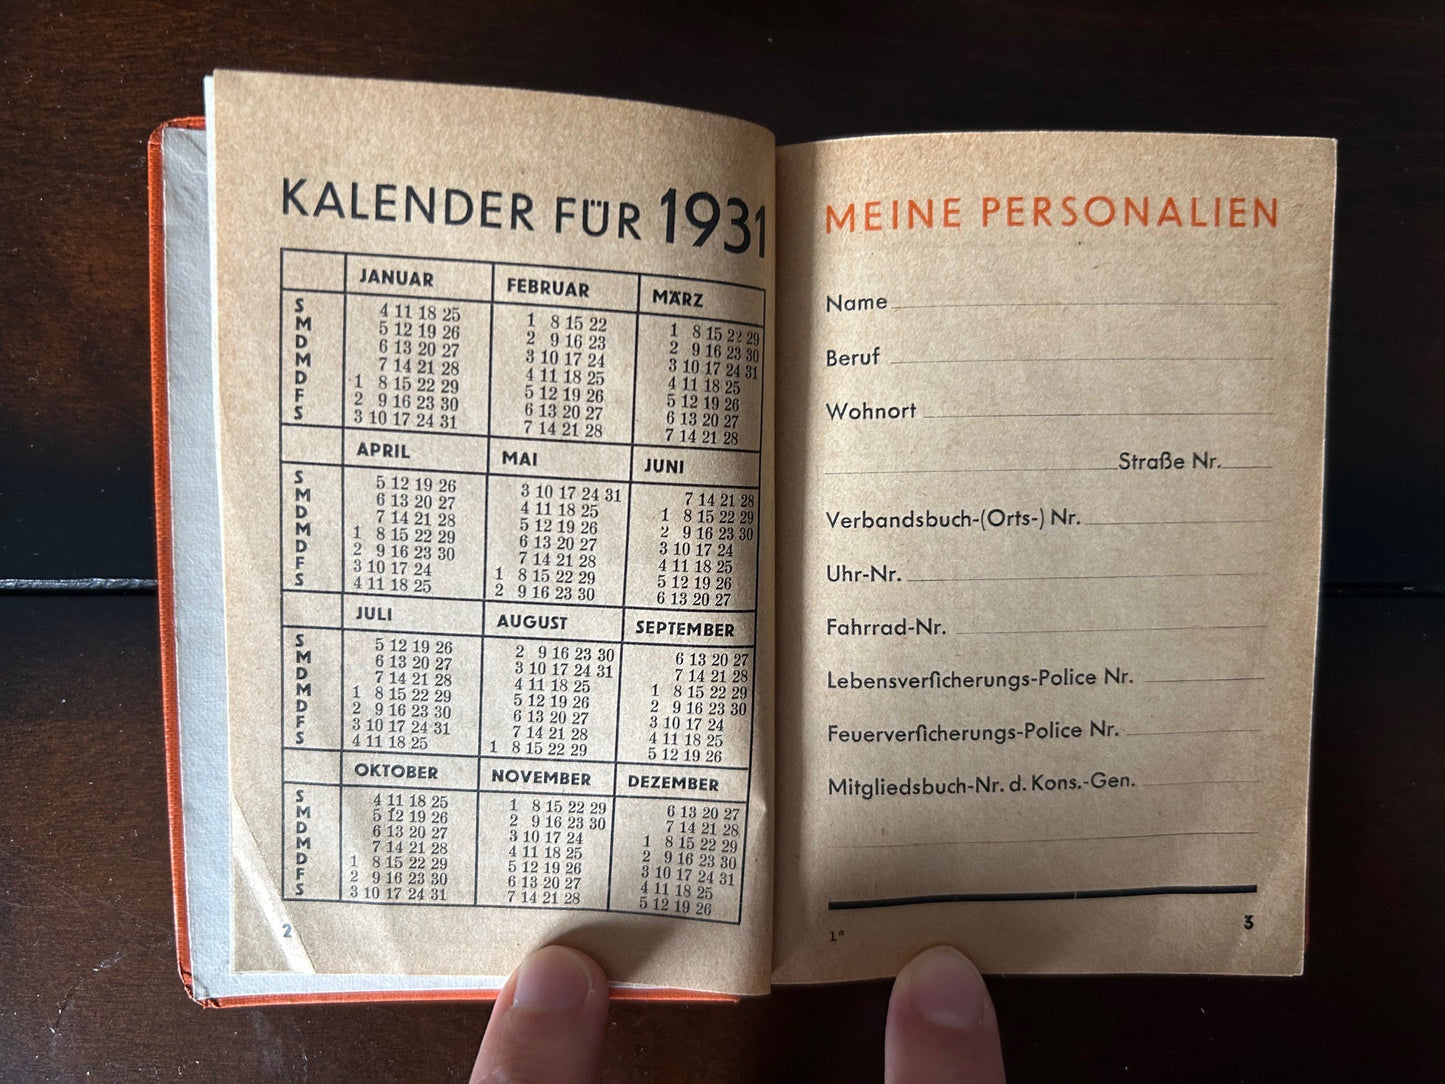 KALENDER FÜR 1931
JANUAR FEBRUAR MÄRZ
S 4 11 18 25 1 8 15 22 1 8 15 22 29
M 5 12 19 26 2 9 16 23 2 9 16 23 30
D 6 13 20 27 3 10 17 24 3 10 17 24 31
M 7 14 21 28 4 11 18 25 4 11 18 25
D 1 8 15 22 29 5 12 19 26 5 12 19 26
F 2 9 16 23 30 6 13 20 27 6 13 20 27
S 3 10 17 24 31 7 14 21 28 7 14 21 28
APRIL MAI JUNI
S 5 12 19 26 3 10 17 24 31 7 14 21 28
M 6 13 20 27 4 11 18 25 1 8 15 22 29
D 7 14 21 28 5 12 19 26 2 9 16 23 30
M 1 8 15 22 29 6 13 20 27 3 10 17 24
D 2 9 16 23 30 7 14 21 28 4 11 18 25
F 3 10 17 24 1 8 15 22 29 5 12 19 26
S 4 11 18 25 2 9 16 23 30 6 13 20 27
JULI AUGUST SEPTEMBER
S 5 12 19 26 2 9 16 23 30 6 13 20 27
M 6 13 20 27 3 10 17 24 31 7 14 21 28
D 7 14 21 28 4 11 18 25 1 8 15 22 29
M 1 8 15 22 29 5 12 19 26 2 9 16 23 30
D 2 9 16 23 30 6 13 20 27 3 10 17 24
F 3 10 17 24 31 7 14 21 28 4 11 18 25
S 4 11 18 25 1 8 15 22 29 5 12 19 26
OKTOBER NOVEMBER DEZEMBER
S 4 11 18 25 1 8 15 22 29 6 13 20 27
M 5 12 19 26 2 9 16 23 30 7 14 21 28
D 6 13 20 27 3 10 17 24 1 8 15 22 29
M 7 14 21 28 4 11 18 25 2 9 16 23 30
D 1 8 15 22 29 5 12 19 26 3 10 17 24 31
F 2 9 16 23 30 6 13 20 27 4 11 18 25
S 3 10 17 24 31 7 14 21 28 5 12 19 26
2
MEINE PERSONALIEN
Name
Beruf
Wohnort
Straße Nr.
Verbandsbuch-(Orts-) Nr.
Uhr-Nr.
Fahrrad-Nr.
Lebensverſicherungs-Police Nr.
Feuerverſicherungs-Police Nr.
Mitgliedsbuch-Nr. d. Kons.-Gen.
1*
3